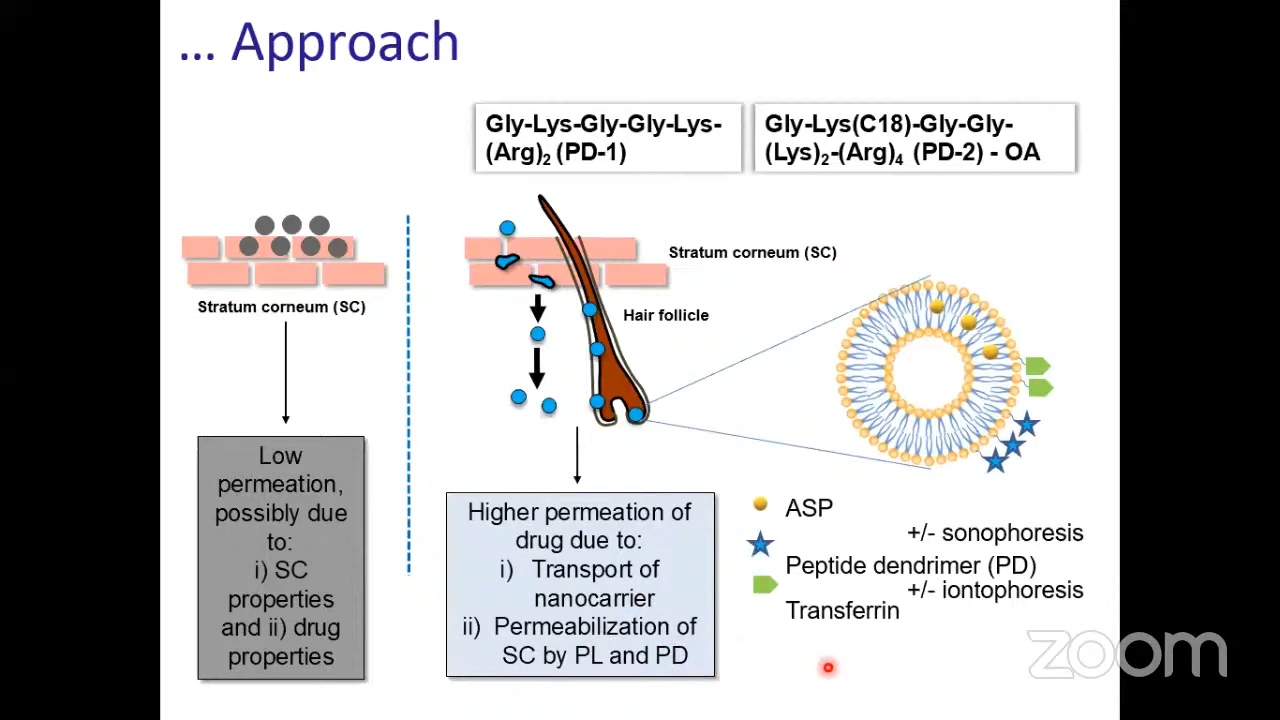 ... Approach
Gly-Lys-Gly-Gly-Lys-
(Arg)₂ (PD-1)
Gly-Lys(C18)-Gly-Gly-
(Lys)₂-(Arg)₄ (PD-2) - OA
Stratum corneum (SC)
Stratum corneum (SC)
Hair follicle
Low
permeation,
possibly due
to:
i) SC
properties
and ii) drug
properties
Higher permeation of
drug due to:
i) Transport of
nanocarrier
ii) Permeabilization of
SC by PL and PD
ASP
+/- sonophoresis
Peptide dendrimer (PD)
+/- iontophoresis
Transferrin
zoom